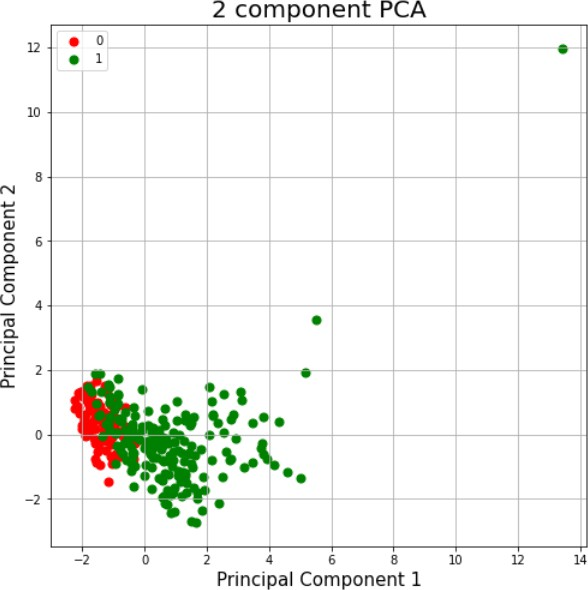 2 component PCA
0
1
12
10
8
6
4
2
0
−2
Principal Component 2
−2 0 2 4 6 8 10 12 14
Principal Component 1